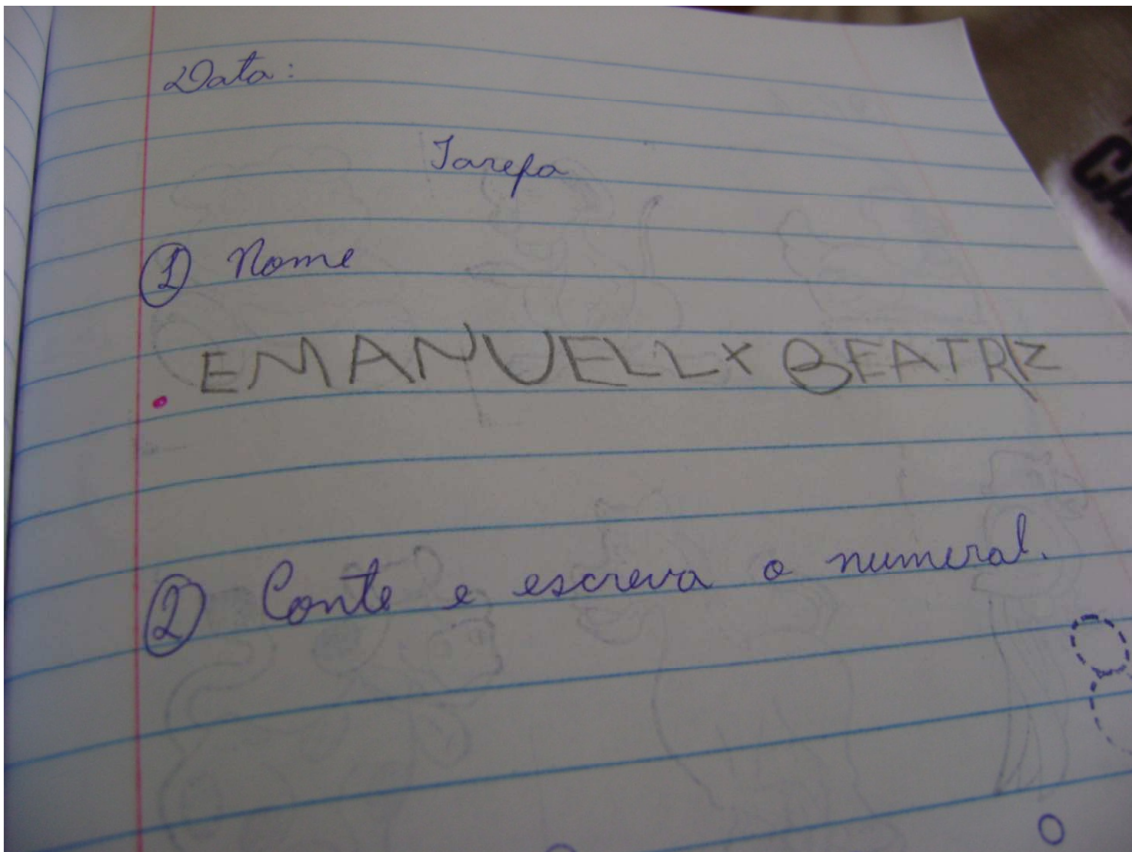 Data:
Tarefa
① Nome
EMANUELLY BEATRIZ
② Conte e escreva o numeral.